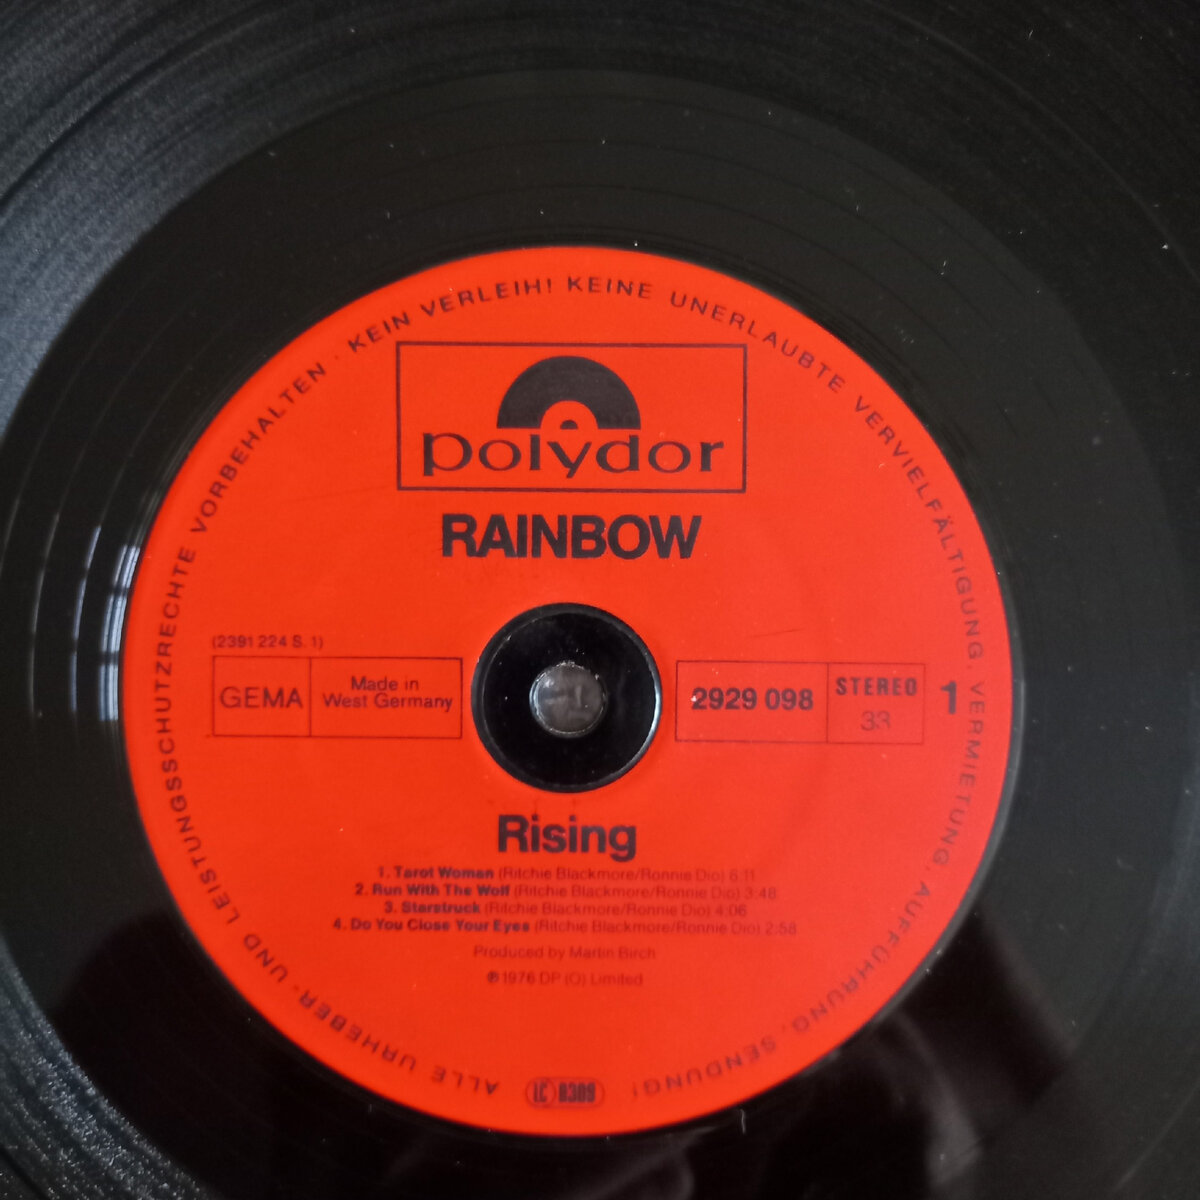 ALLE URHEBER- UND LEISTUNGSSCHUTZRECHTE VORBEHALTEN · KEIN VERLEIH! KEINE UNERLAUBTE VERVIELFÄLTIGUNG, VERMIETUNG, AUFFÜHRUNG, SENDUNG!
polydor
RAINBOW
(2391 224 S. 1)
GEMA
Made in
West Germany
2929 098
STEREO
33
1
Rising
1. Tarot Woman (Ritchie Blackmore/Ronnie Dio) 6:11
2. Run With The Wolf (Ritchie Blackmore/Ronnie Dio) 3:48
3. Starstruck (Ritchie Blackmore/Ronnie Dio) 4:06
4. Do You Close Your Eyes (Ritchie Blackmore/Ronnie Dio) 2:58
Produced by Martin Birch
℗ 1976 DP (O) Limited
LC 0309